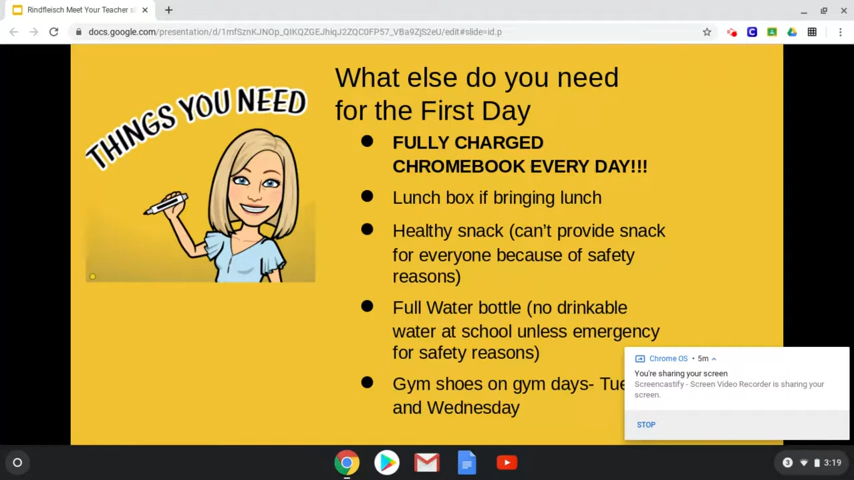 Rindfleisch Meet Your Teacher s
docs.google.com/presentation/d/1mfSznKJNOp_QIKQZGEJhiqJ2ZQC0FP57_VBa9ZjS2eU/edit#slide=id.p
THINGS YOU NEED
What else do you need
for the First Day
● FULLY CHARGED
CHROMEBOOK EVERY DAY!!!
● Lunch box if bringing lunch
● Healthy snack (can't provide snack
for everyone because of safety
reasons)
● Full Water bottle (no drinkable
water at school unless emergency
for safety reasons)
● Gym shoes on gym days- Tue
and Wednesday
Chrome OS • 5m
You're sharing your screen
Screencastify - Screen Video Recorder is sharing your
screen.
STOP
3 3:19